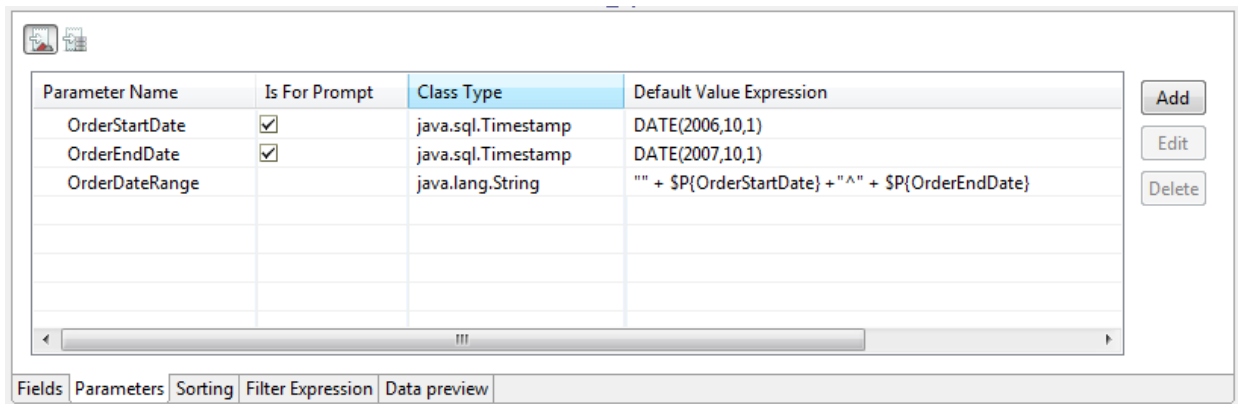 Parameter Name Is For Prompt Class Type Default Value Expression
OrderStartDate java.sql.Timestamp DATE(2006,10,1)
OrderEndDate java.sql.Timestamp DATE(2007,10,1)
OrderDateRange java.lang.String "" + $P{OrderStartDate} +"^" + $P{OrderEndDate}
Add
Edit
Delete
Fields Parameters Sorting Filter Expression Data preview